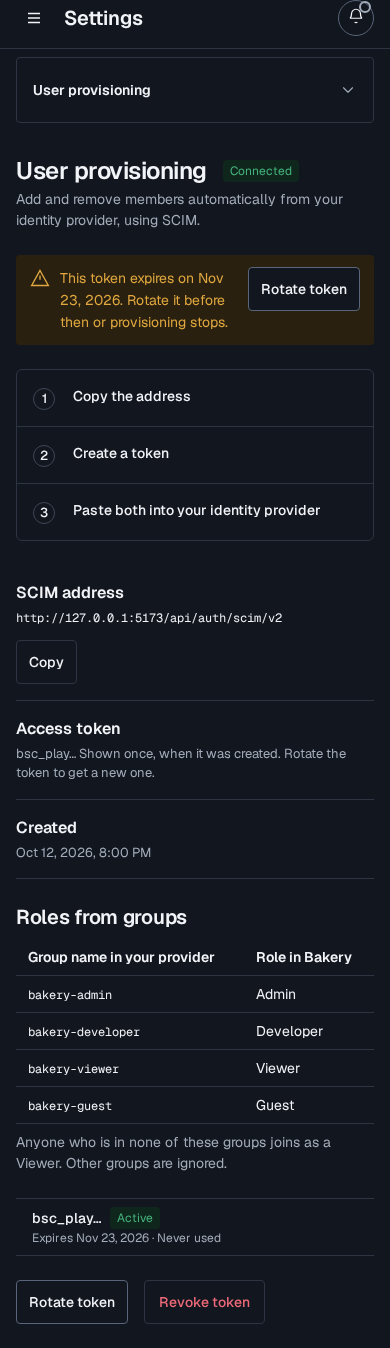 Settings
User provisioning
User provisioning Connected
Add and remove members automatically from your
identity provider, using SCIM.
This token expires on Nov
23, 2026. Rotate it before
then or provisioning stops.
Rotate token
1 Copy the address
2 Create a token
3 Paste both into your identity provider
SCIM address
http://127.0.0.1:5173/api/auth/scim/v2
Copy
Access token
bsc_play… Shown once, when it was created. Rotate the
token to get a new one.
Created
Oct 12, 2026, 8:00 PM
Roles from groups
Group name in your provider Role in Bakery
bakery-admin Admin
bakery-developer Developer
bakery-viewer Viewer
bakery-guest Guest
Anyone who is in none of these groups joins as a
Viewer. Other groups are ignored.
bsc_play… Active
Expires Nov 23, 2026 · Never used
Rotate token Revoke token